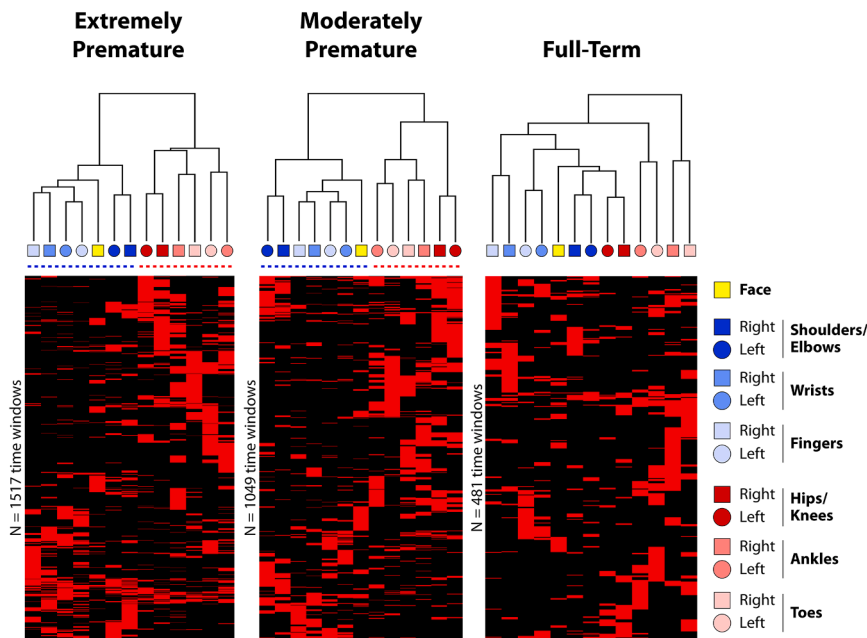 Extremely
Premature
Moderately
Premature
Full-Term
N = 1517 time windows
N = 1049 time windows
N = 481 time windows
Face
Right
Left
Shoulders/
Elbows
Right
Left
Wrists
Right
Left
Fingers
Right
Left
Hips/
Knees
Right
Left
Ankles
Right
Left
Toes